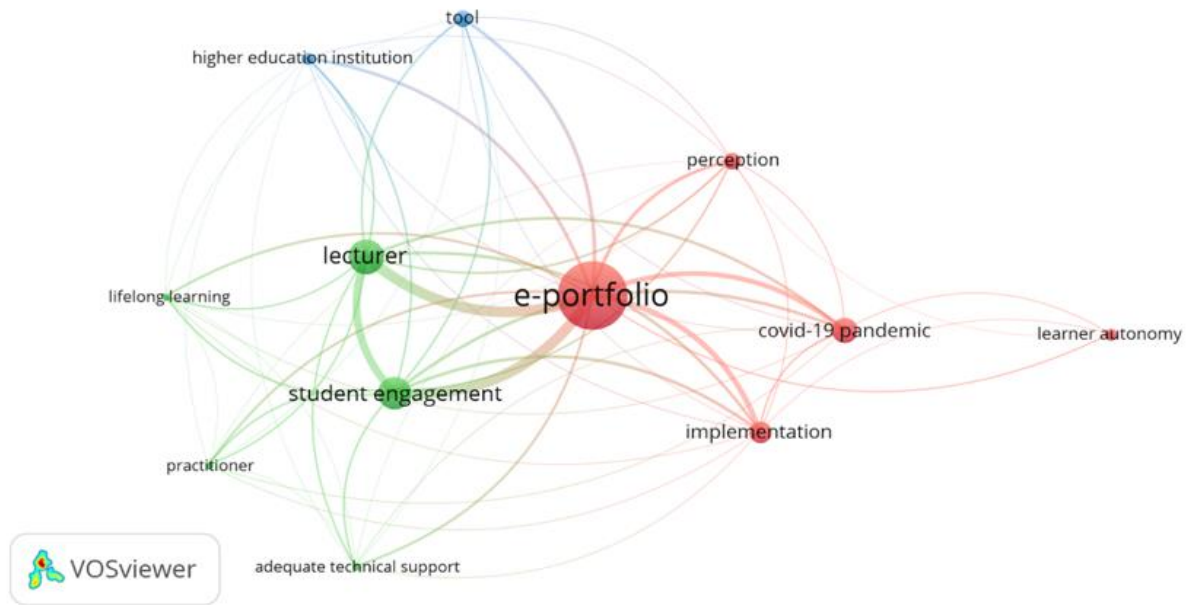 tool
higher education institution
perception
lecturer
e-portfolio
lifelong learning
covid-19 pandemic
learner autonomy
student engagement
implementation
practitioner
adequate technical support
VOSviewer